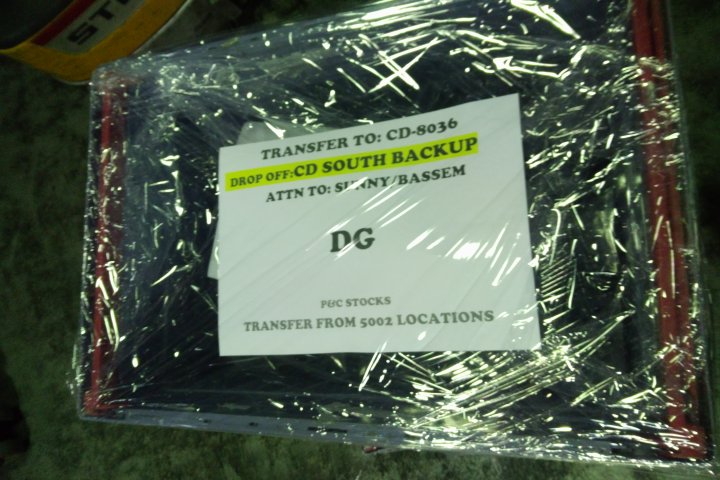 ST
TRANSFER TO: CD-8036
DROP OFF:CD SOUTH BACKUP
ATTN TO: SUNNY/BASSEM
DG
P&C STOCKS
TRANSFER FROM 5002 LOCATIONS